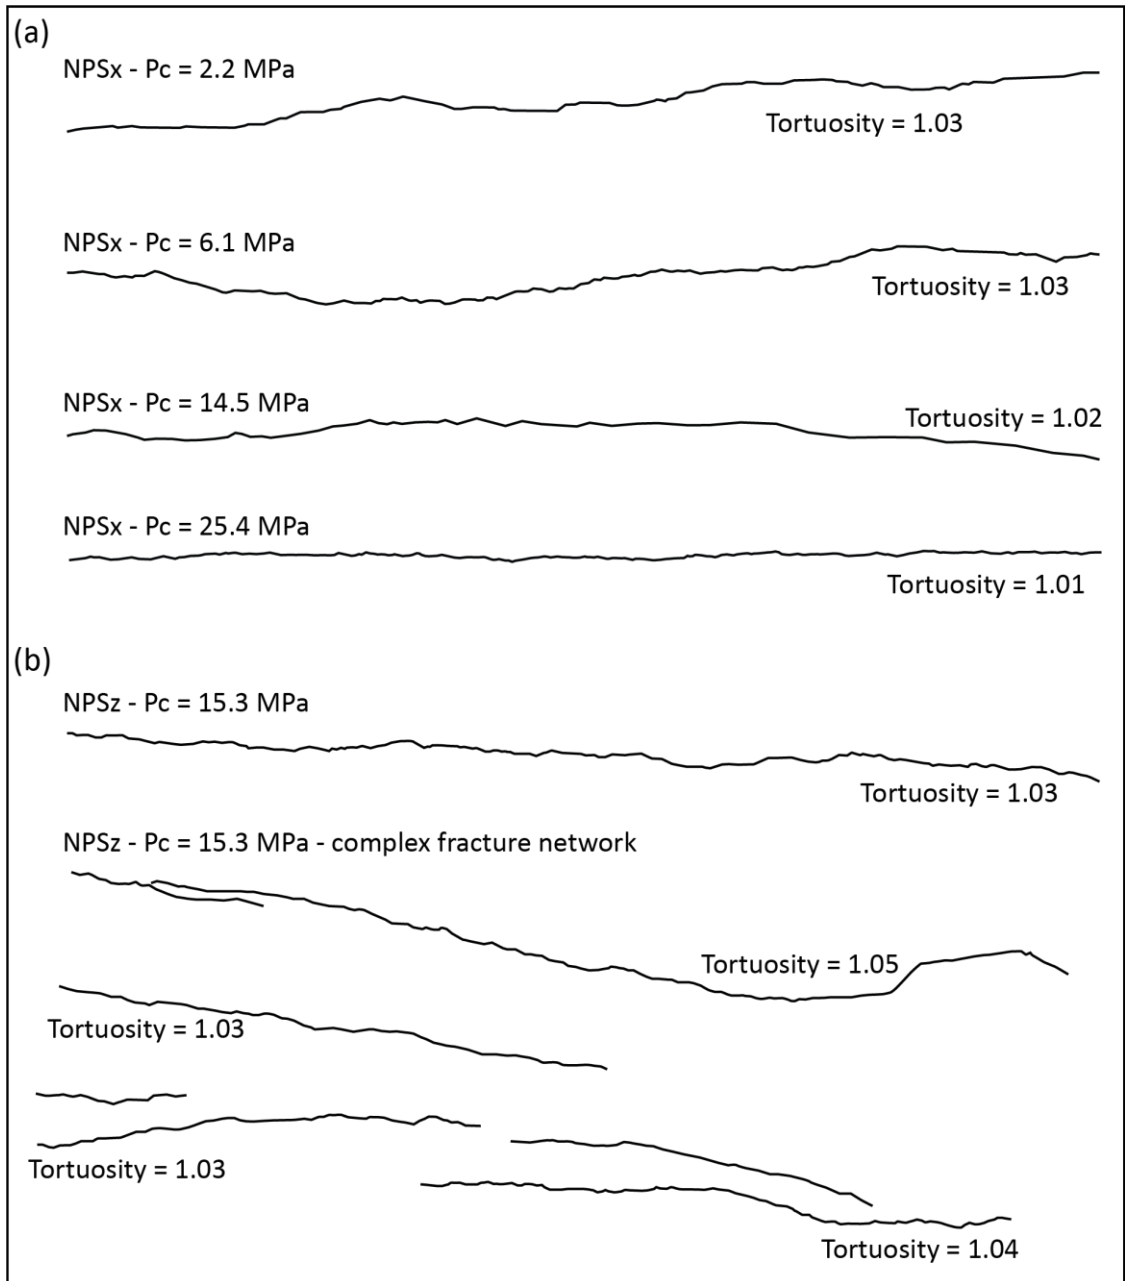 (a)
NPSx - Pc = 2.2 MPa
Tortuosity = 1.03
NPSx - Pc = 6.1 MPa
Tortuosity = 1.03
NPSx - Pc = 14.5 MPa
Tortuosity = 1.02
NPSx - Pc = 25.4 MPa
Tortuosity = 1.01
(b)
NPSz - Pc = 15.3 MPa
Tortuosity = 1.03
NPSz - Pc = 15.3 MPa - complex fracture network
Tortuosity = 1.05
Tortuosity = 1.03
Tortuosity = 1.03
Tortuosity = 1.04